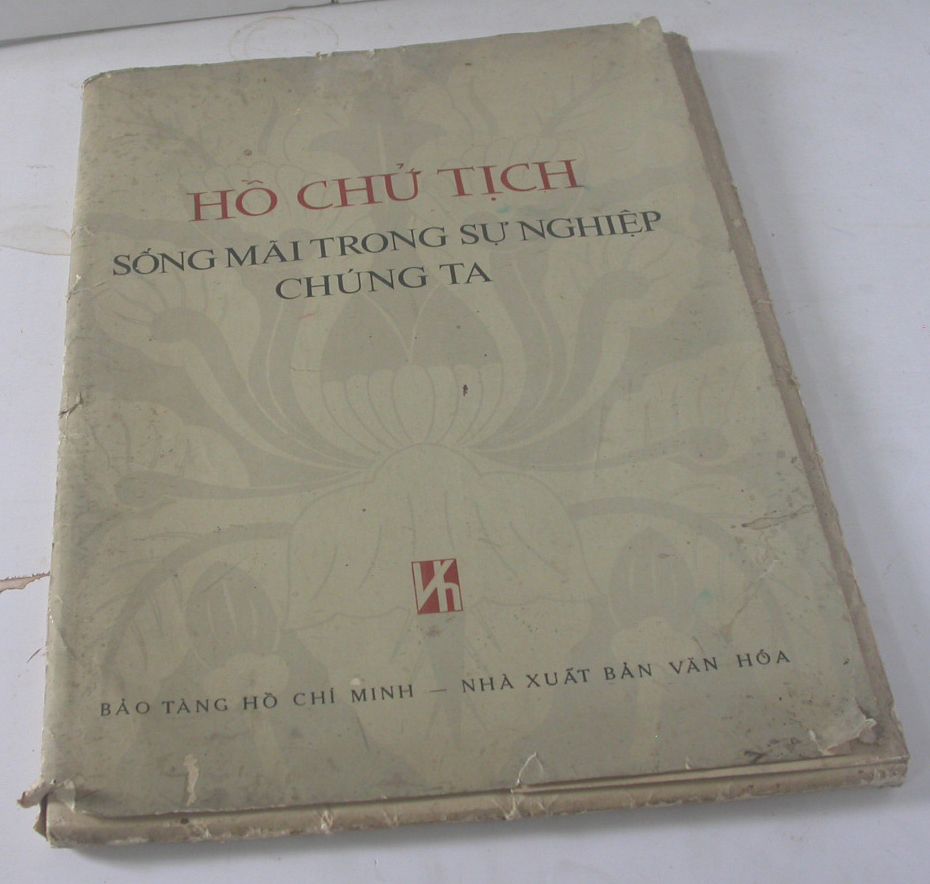 HỒ CHỦ TỊCH
SỐNG MÃI TRONG SỰ NGHIỆP
CHÚNG TA
Vh
BẢO TÀNG HỒ CHÍ MINH — NHÀ XUẤT BẢN VĂN HÓA